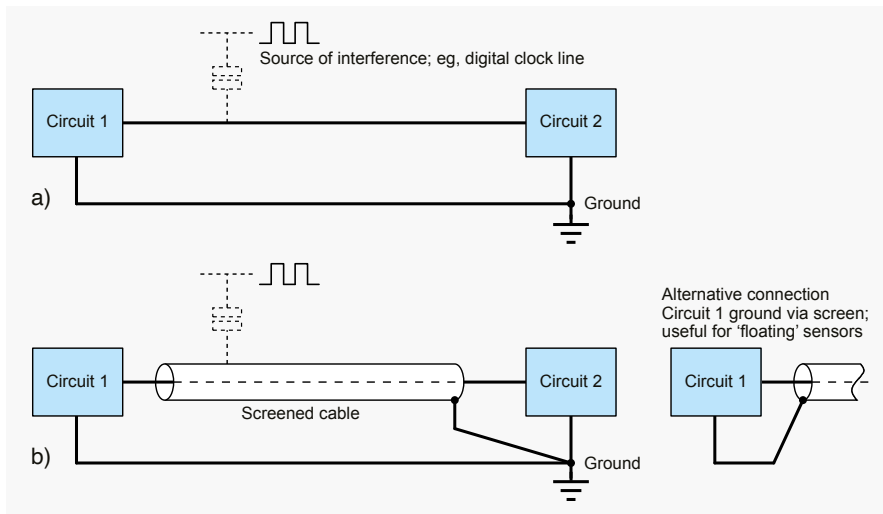 Source of interference; eg, digital clock line
Circuit 1
Circuit 2
a)
Ground
Alternative connection
Circuit 1 ground via screen;
useful for ‘floating’ sensors
Circuit 1
Circuit 2
Circuit 1
Screened cable
b)
Ground